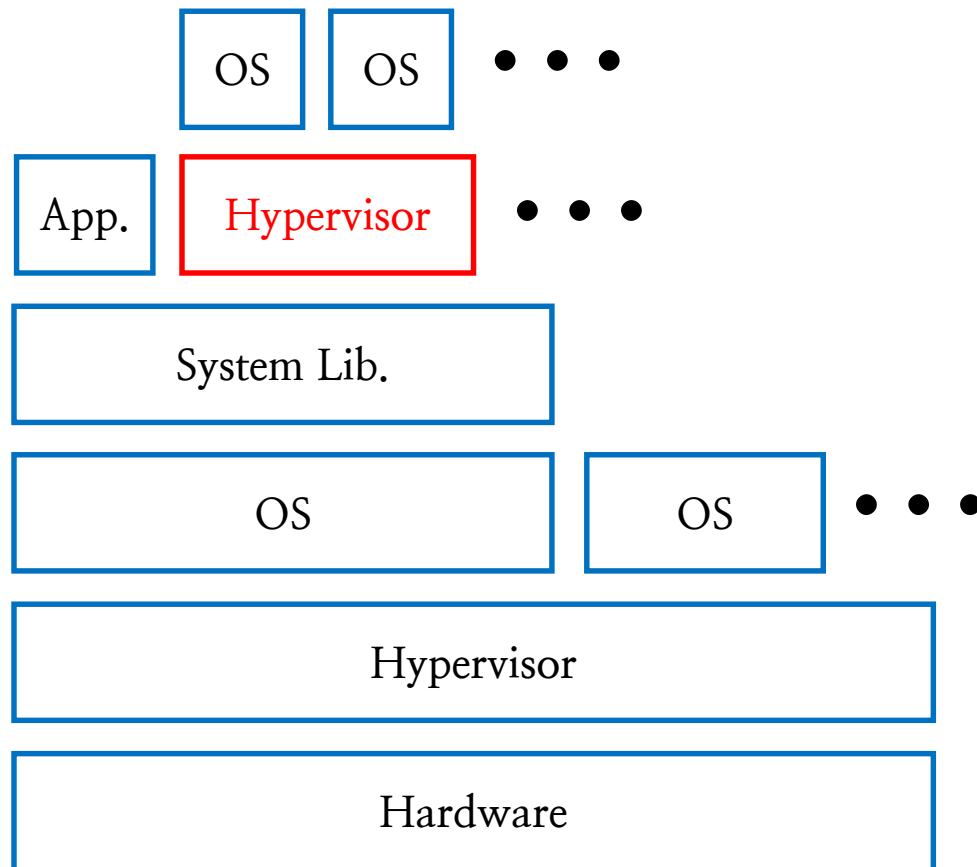 OS OS
App. Hypervisor
System Lib.
OS OS
Hypervisor
Hardware